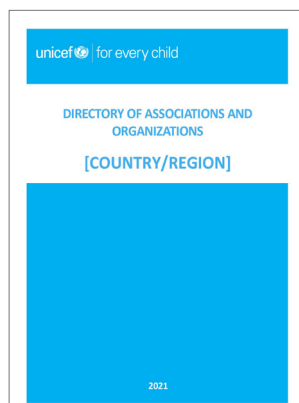 unicef for every child
DIRECTORY OF ASSOCIATIONS AND
ORGANIZATIONS
[COUNTRY/REGION]
2021